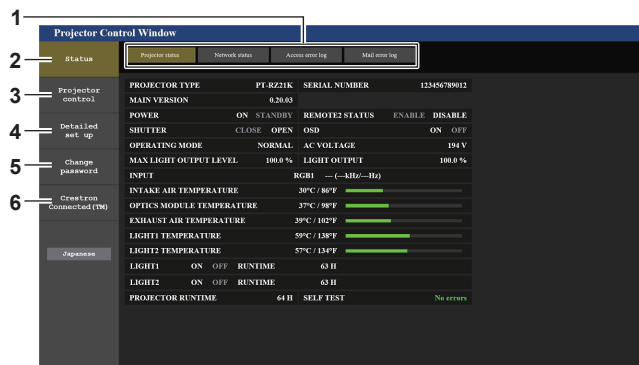 1
Projector Control Window
2
Status
Projector status Network status Access error log Mail error log
3
Projector control
4
Detailed set up
5
Change password
6
Crestron Connected(TM)
Japanese
PROJECTOR TYPE PT-RZ21K SERIAL NUMBER 123456789012
MAIN VERSION 0.20.03
POWER ON STANDBY REMOTE2 STATUS ENABLE DISABLE
SHUTTER CLOSE OPEN OSD ON OFF
OPERATING MODE NORMAL AC VOLTAGE 194 V
MAX LIGHT OUTPUT LEVEL 100.0 % LIGHT OUTPUT 100.0 %
INPUT RGB1 --- (---kHz/---Hz)
INTAKE AIR TEMPERATURE 30°C / 86°F
OPTICS MODULE TEMPERATURE 37°C / 98°F
EXHAUST AIR TEMPERATURE 39°C / 102°F
LIGHT1 TEMPERATURE 59°C / 138°F
LIGHT2 TEMPERATURE 57°C / 134°F
LIGHT1 ON OFF RUNTIME 63 H
LIGHT2 ON OFF RUNTIME 63 H
PROJECTOR RUNTIME 64 H SELF TEST No errors